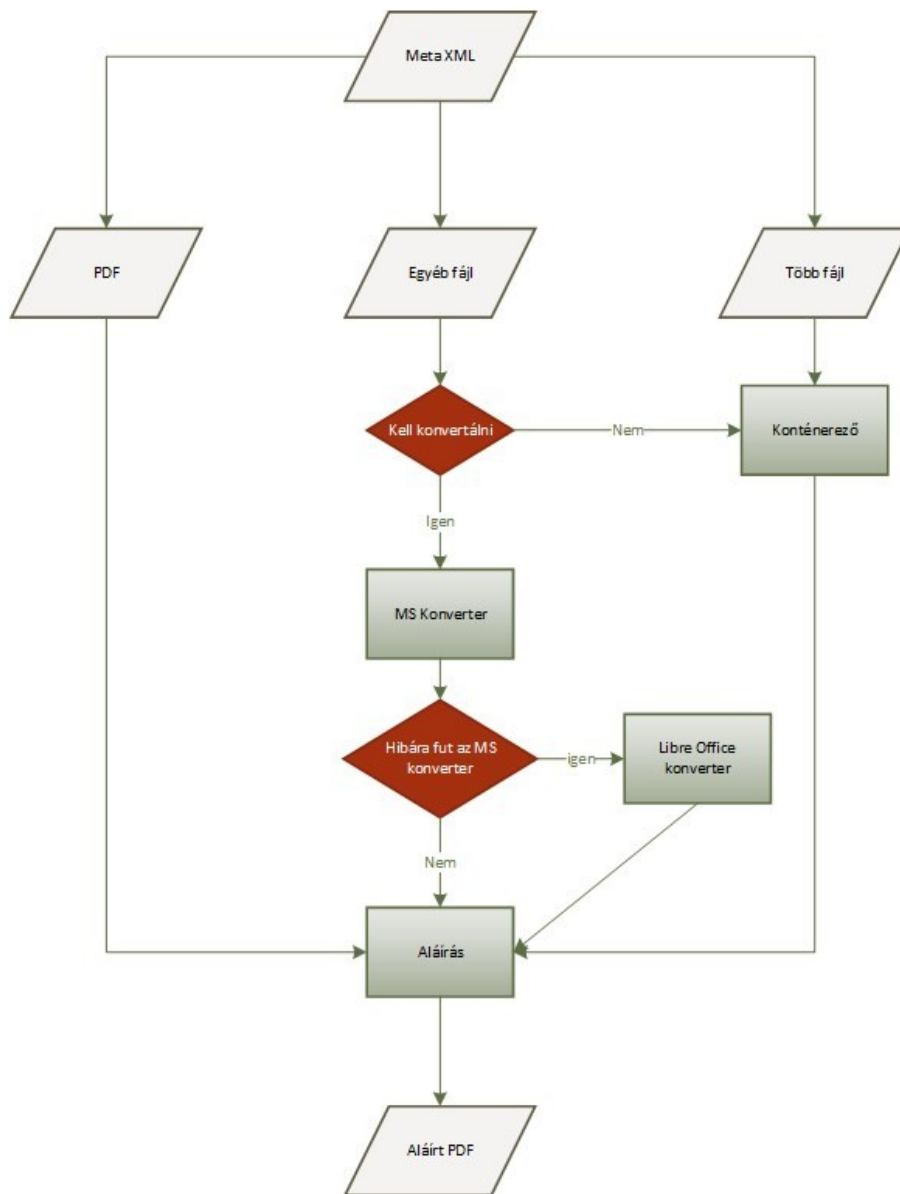 Meta XML
PDF
Egyéb fájl
Több fájl
Kell konvertálni
Nem
Konténerező
Igen
MS Konverter
Hibára fut az MS
konverter
igen
Libre Office
konverter
Nem
Aláírás
Aláírt PDF